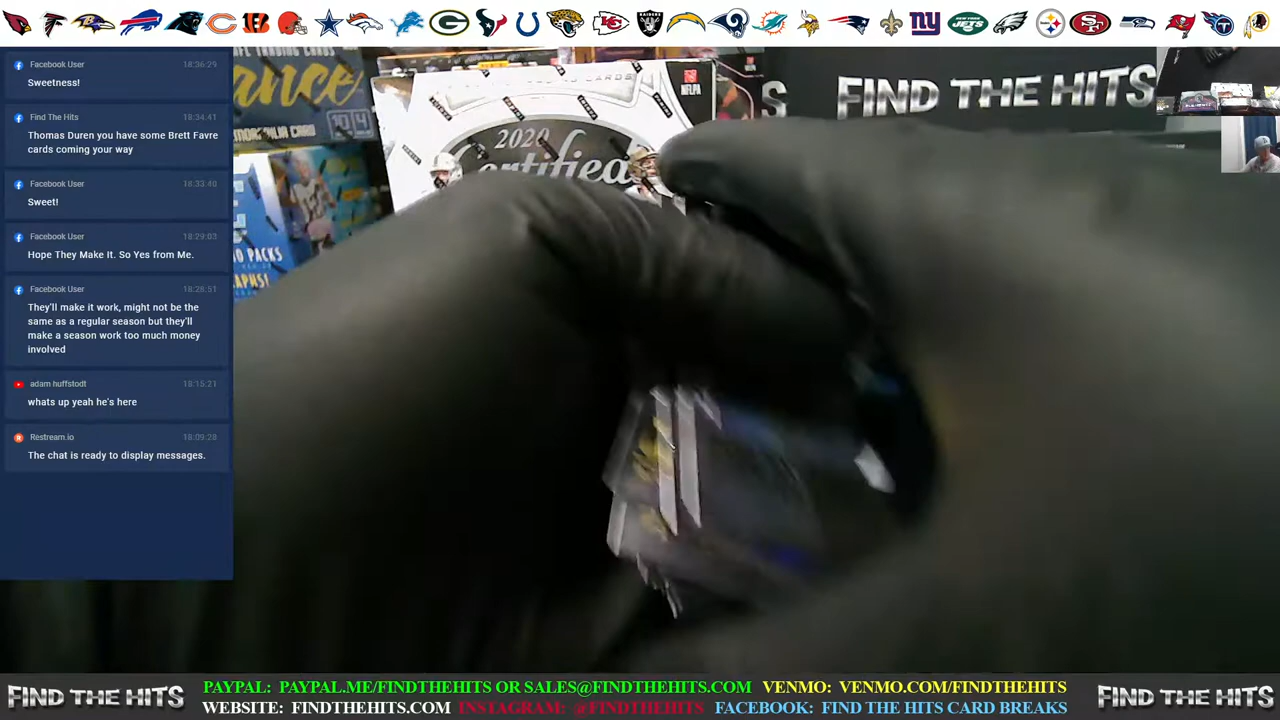 Facebook User 18:36:29
Sweetness!
Find The Hits 18:34:41
Thomas Duren you have some Brett Favre
cards coming your way
Facebook User 18:33:40
Sweet!
Facebook User 18:29:03
Hope They Make It. So Yes from Me.
Facebook User 18:28:51
They'll make it work, might not be the
same as a regular season but they'll
make a season work too much money
involved
adam huffstodt 18:15:21
whats up yeah he's here
Restream.io 18:09:28
The chat is ready to display messages.
2020
Certified
NFLPA
FIND THE HITS
FIND THE HITS
PAYPAL: PAYPAL.ME/FINDTHEHITS OR SALES@FINDTHEHITS.COM VENMO: VENMO.COM/FINDTHEHITS
WEBSITE: FINDTHEHITS.COM INSTAGRAM: @FINDTHEHITS FACEBOOK: FIND THE HITS CARD BREAKS
FIND THE HITS